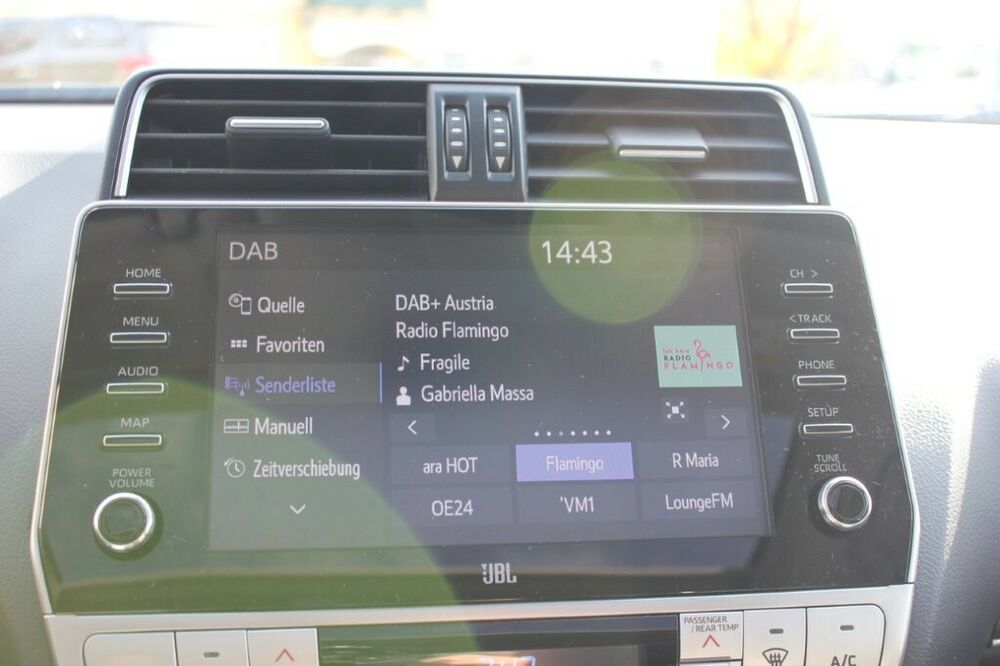 DAB
14:43
HOME
MENU
AUDIO
MAP
POWER
VOLUME
Quelle
Favoriten
Senderliste
Manuell
Zeitverschiebung
DAB+ Austria
Radio Flamingo
Fragile
Gabriella Massa
Ich höre
RADIO
FLAMINGO
ara HOT
Flamingo
R Maria
OE24
'VM1
LoungeFM
CH >
< TRACK
PHONE
SETUP
TUNE
SCROLL
JBL
PASSENGER
/ REAR TEMP
A/C